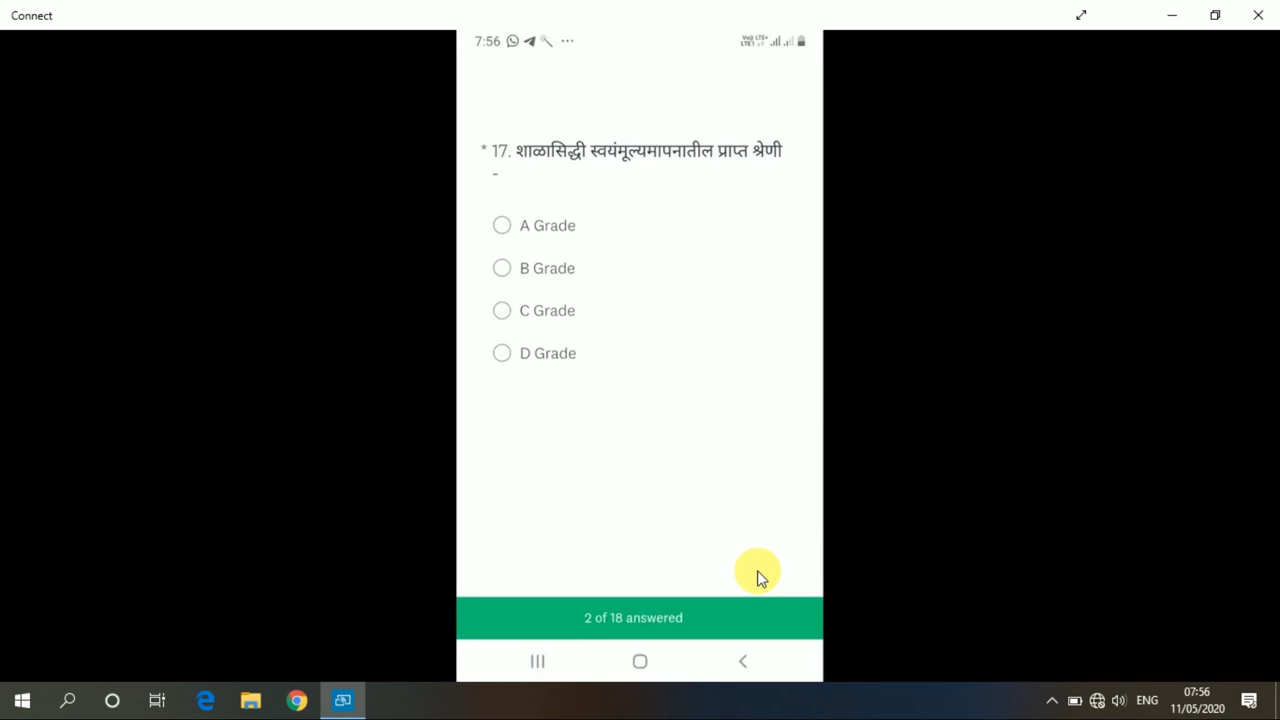 Connect
7:56
* 17. शाळासिद्धी स्वयंमूल्यमापनातील प्राप्त श्रेणी
-
A Grade
B Grade
C Grade
D Grade
2 of 18 answered
ENG
07:56
11/05/2020